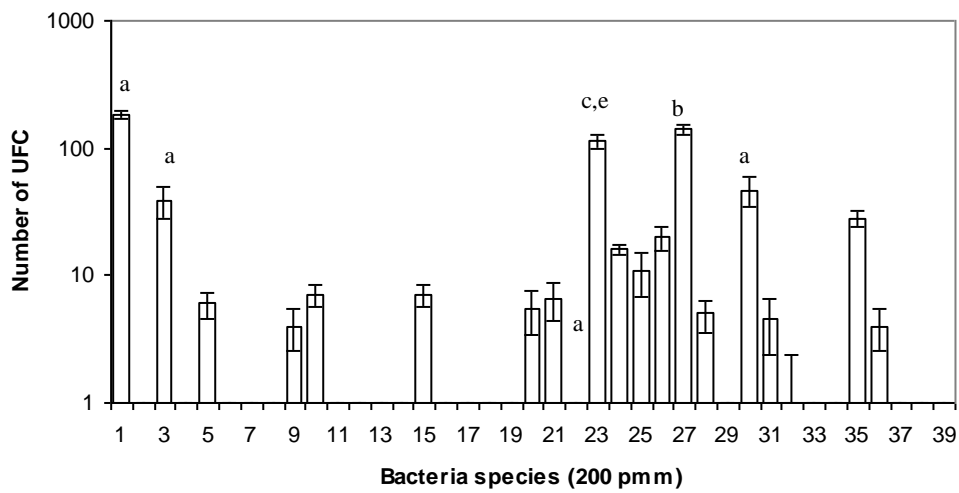 1000
100
10
1
Number of UFC
a
a
c,e
b
a
a
1 3 5 7 9 11 13 15 17 19 21 23 25 27 29 31 33 35 37 39
Bacteria species (200 pmm)